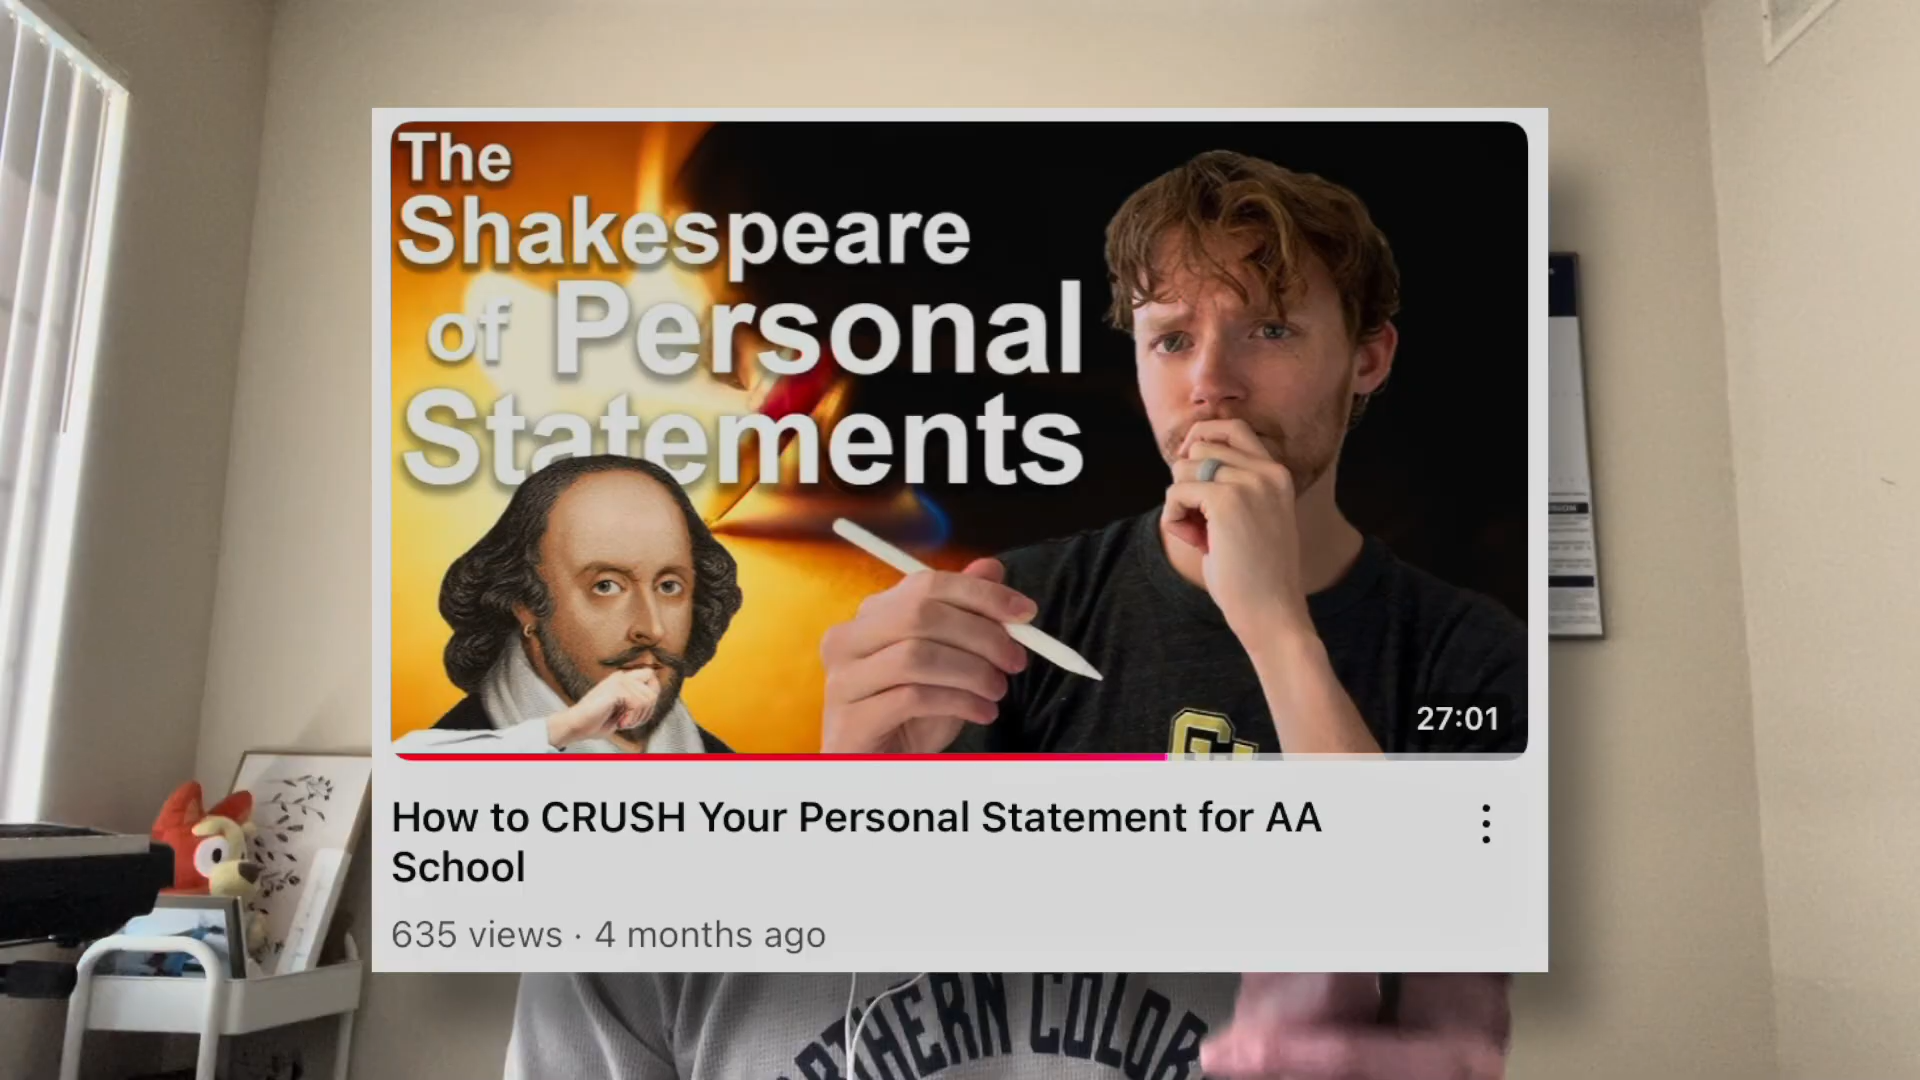 The
Shakespeare
of Personal
Statements
27:01
How to CRUSH Your Personal Statement for AA
School
635 views · 4 months ago